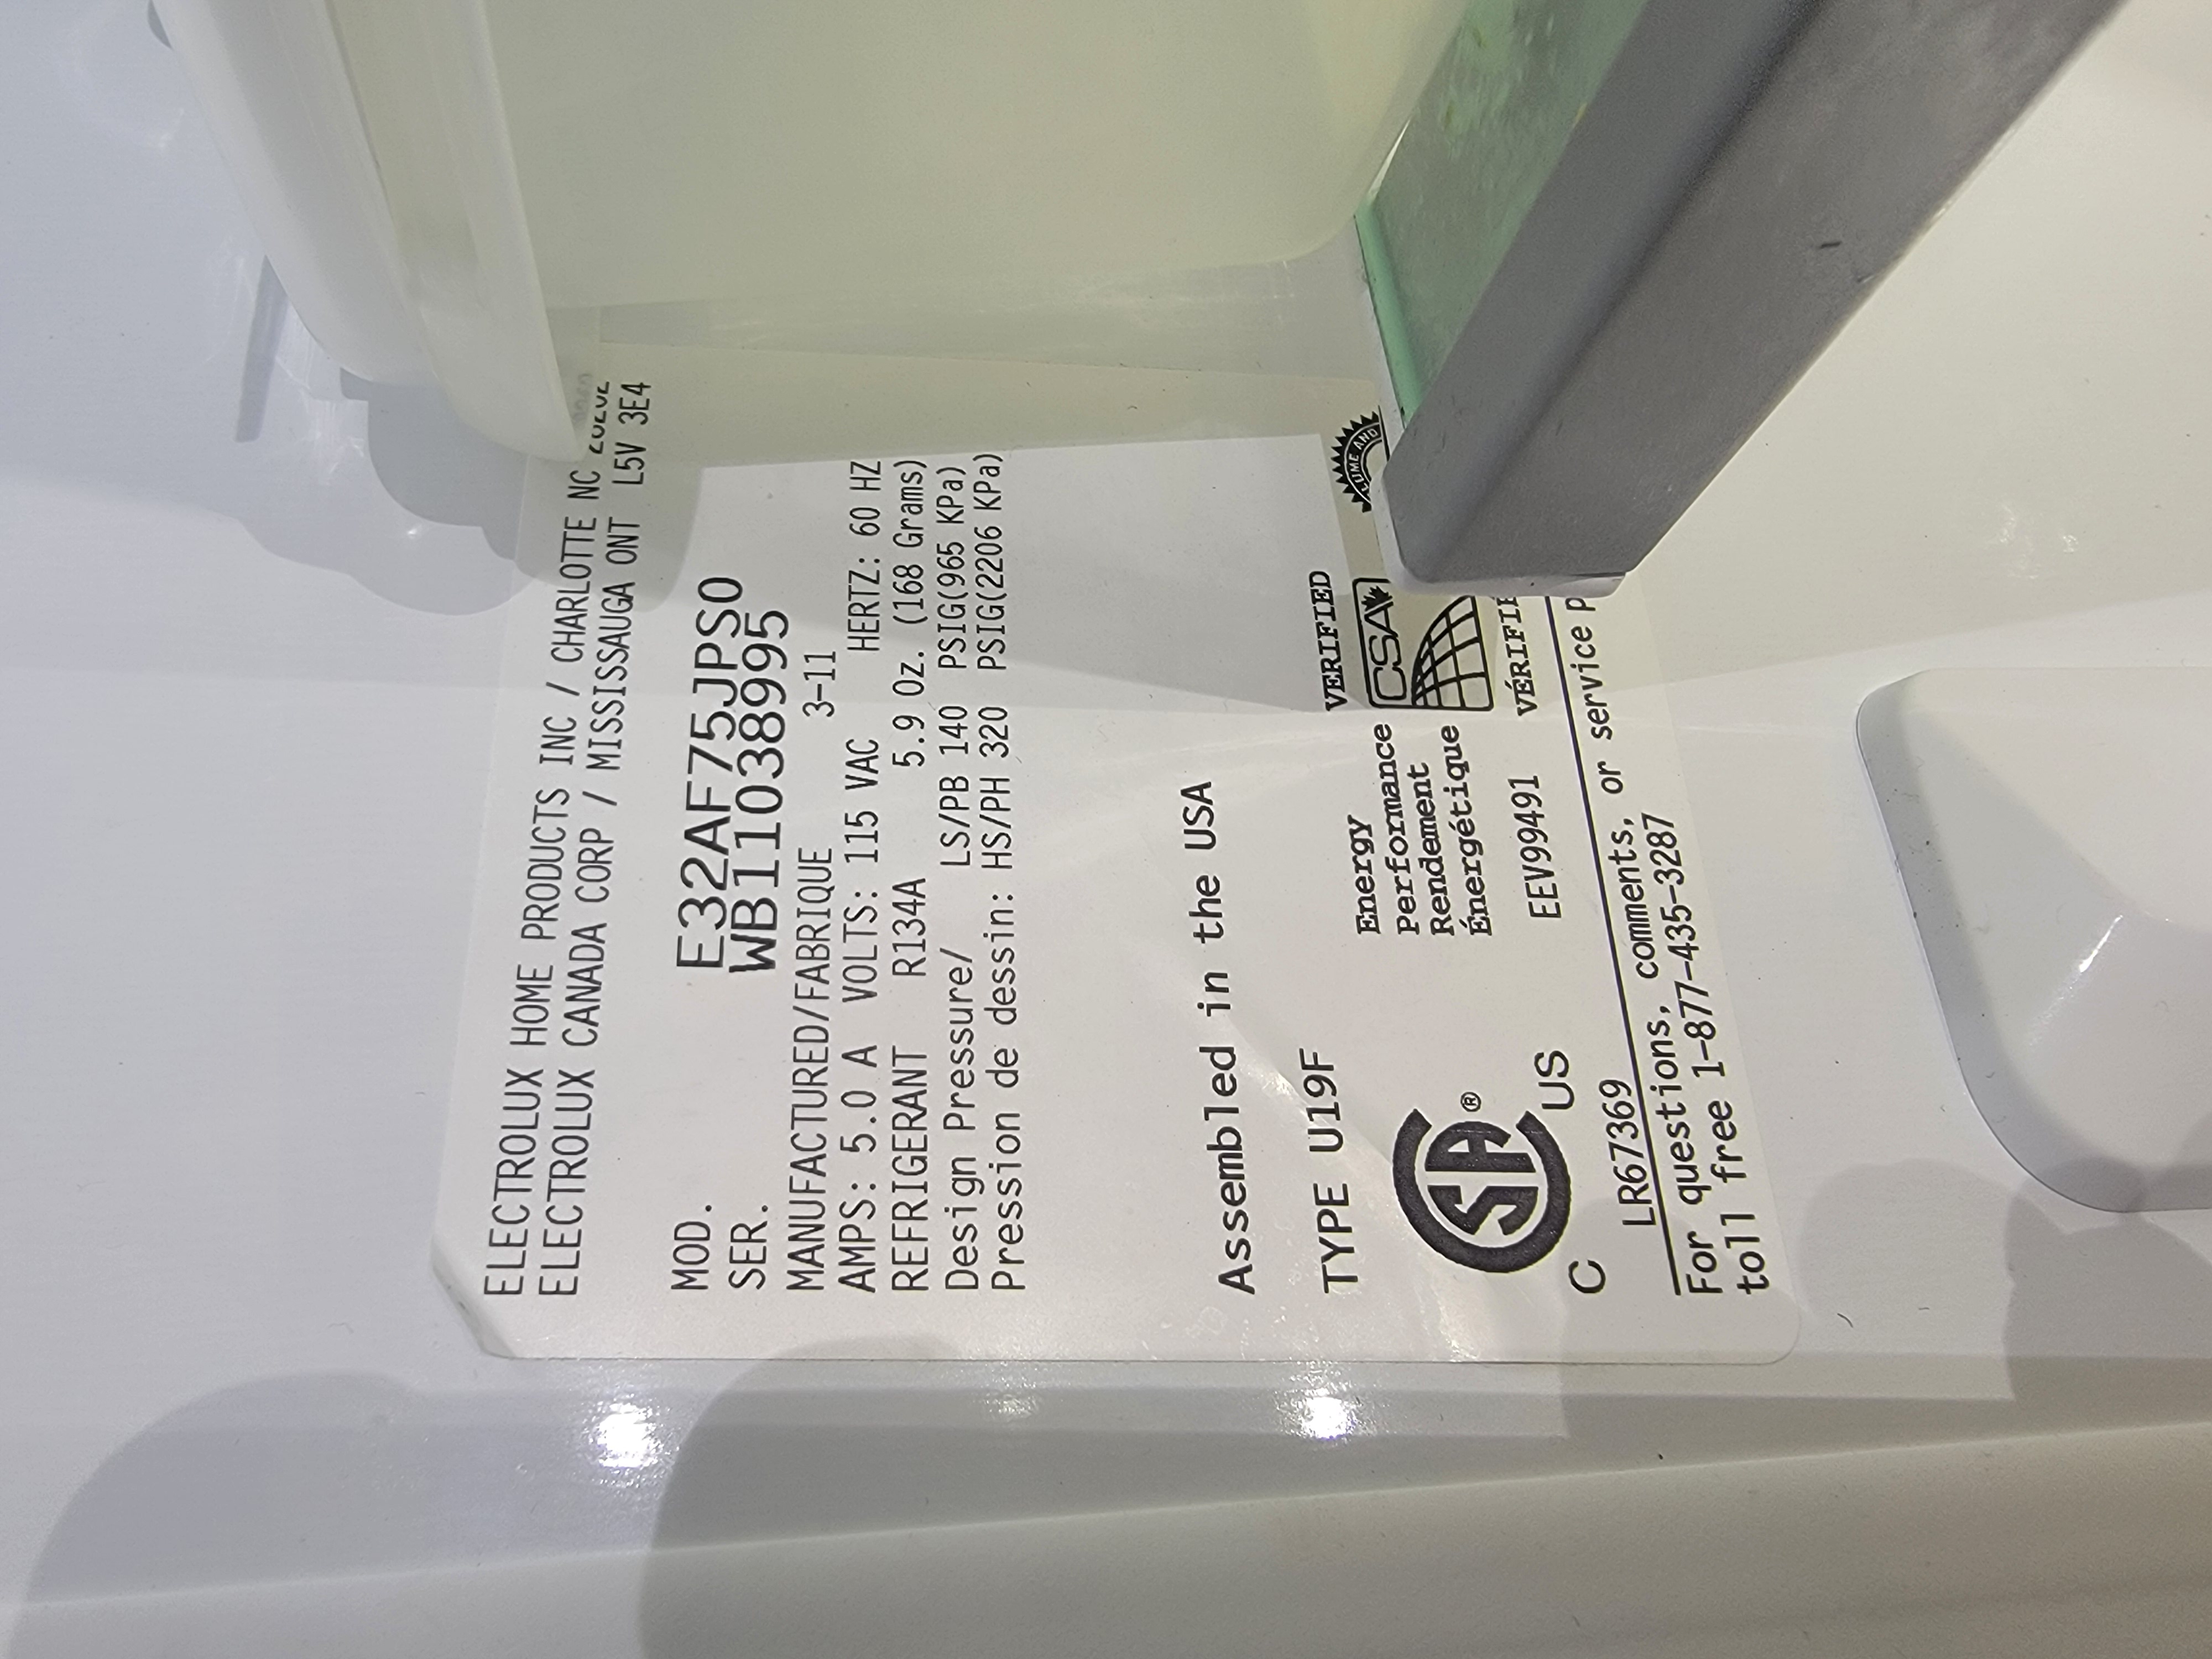 ELECTROLUX HOME PRODUCTS INC / CHARLOTTE NC
ELECTROLUX CANADA CORP / MISSISSAUGA ONT L5V 3E4
MOD. E32AF75JPS0
SER. WB11038995
MANUFACTURED/FABRIQUE 3-11
AMPS: 5.0 A VOLTS: 115 VAC HERTZ: 60 HZ
REFRIGERANT R134A 5.9 Oz. (168 Grams)
Design Pressure/ LS/PB 140 PSIG(965 KPa)
Pression de dessin: HS/PH 320 PSIG(2206 KPa)
Assembled in the USA
TYPE U19F
SA ®
C US
LR67369
Energy
Performance
Rendement
Énergétique
EEV99491
VERIFIED
CSA
VÉRIFIÉ
UME AND
For questions, comments, or service p
toll free 1-877-435-3287